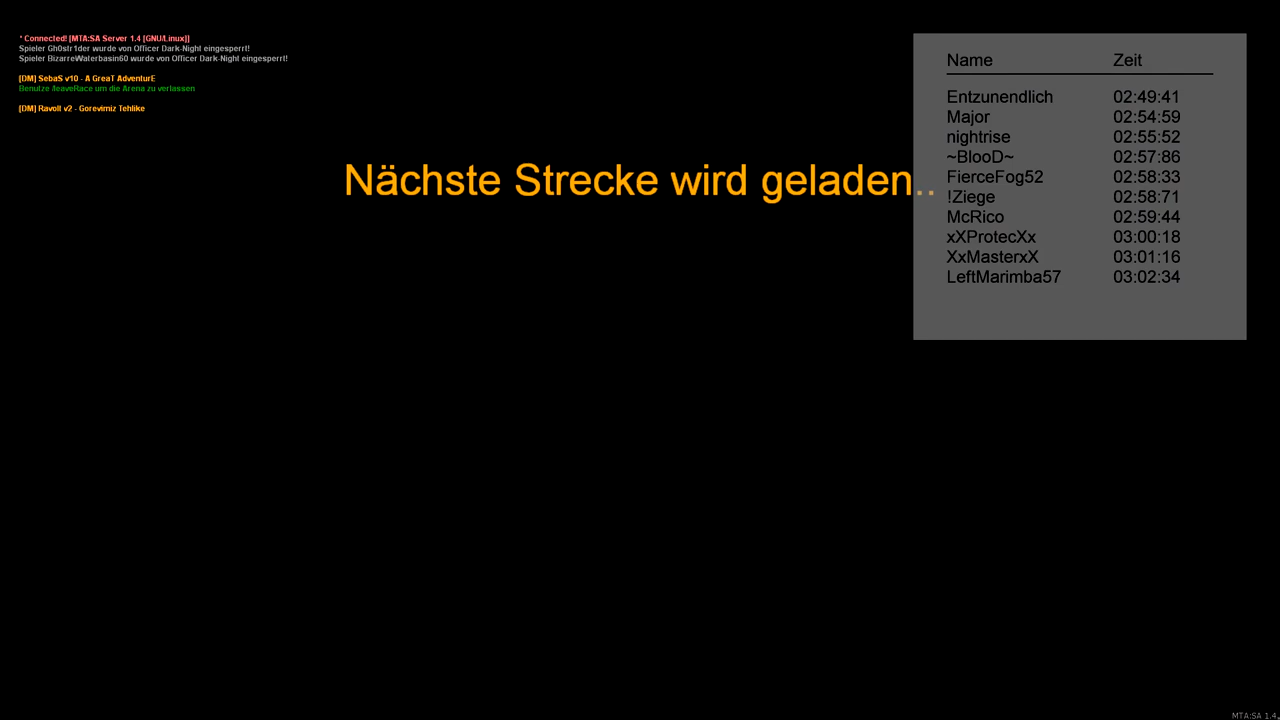 * Connected! [MTA:SA Server 1.4 [GNU/Linux]]
Spieler Gh0str1der wurde von Officer Dark-Night eingesperrt!
Spieler BizarreWaterbasin60 wurde von Officer Dark-Night eingesperrt!
[DM] SebaS v10 - A GreaT AdventurE
Benutze /leaveRace um die Arena zu verlassen
[DM] Ravolt v2 - Gorevimiz Tehlike
Nächste Strecke wird geladen..
Name Zeit
Entzunendlich 02:49:41
Major 02:54:59
nightrise 02:55:52
~BlooD~ 02:57:86
FierceFog52 02:58:33
!Ziege 02:58:71
McRico 02:59:44
xXProtecXx 03:00:18
XxMasterxX 03:01:16
LeftMarimba57 03:02:34
MTA:SA 1.4